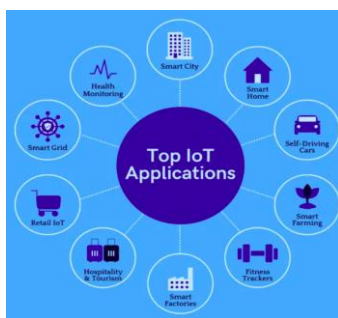 Top IoT
Applications
Smart City
Smart
Home
Self-Driving
Cars
Smart
Farming
Fitness
Trackers
Smart
Factories
Hospitality
& Tourism
Retail IoT
Smart Grid
Health
Monitoring